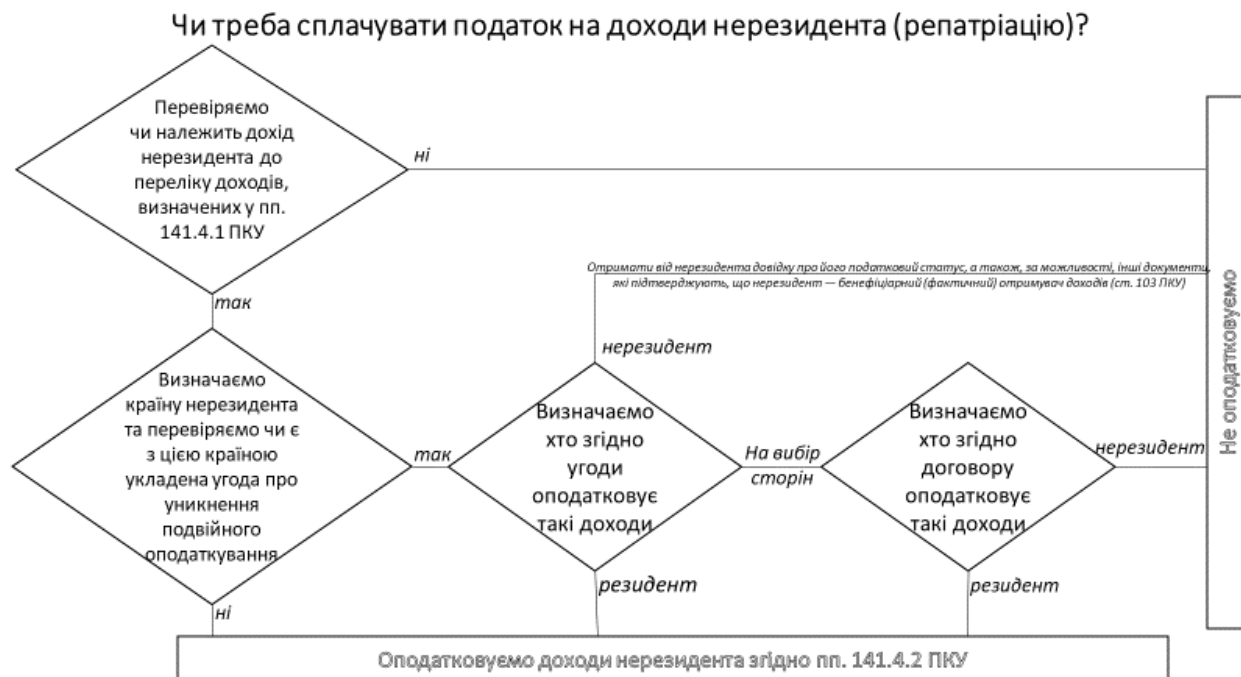 Чи треба сплачувати податок на доходи нерезидента (репатріацію)?
Перевіряємо
чи належить дохід
нерезидента до
переліку доходів,
визначених у пп.
141.4.1 ПКУ
ні
так
Отримати від нерезидента довідку про його податковий статус, а також, за можливості, інші документи,
які підтверджують, що нерезидент — бенефіціарний (фактичний) отримувач доходів (ст. 103 ПКУ)
нерезидент
Визначаємо
країну нерезидента
та перевіряємо чи є
з цією країною
укладена угода про
уникнення
подвійного
оподаткування
так
Визначаємо
хто згідно
угоди
оподатковує
такі доходи
На вибір
сторін
Визначаємо
хто згідно
договору
оподатковує
такі доходи
нерезидент
Не оподатковуємо
ні
резидент
резидент
Оподатковуємо доходи нерезидента згідно пп. 141.4.2 ПКУ